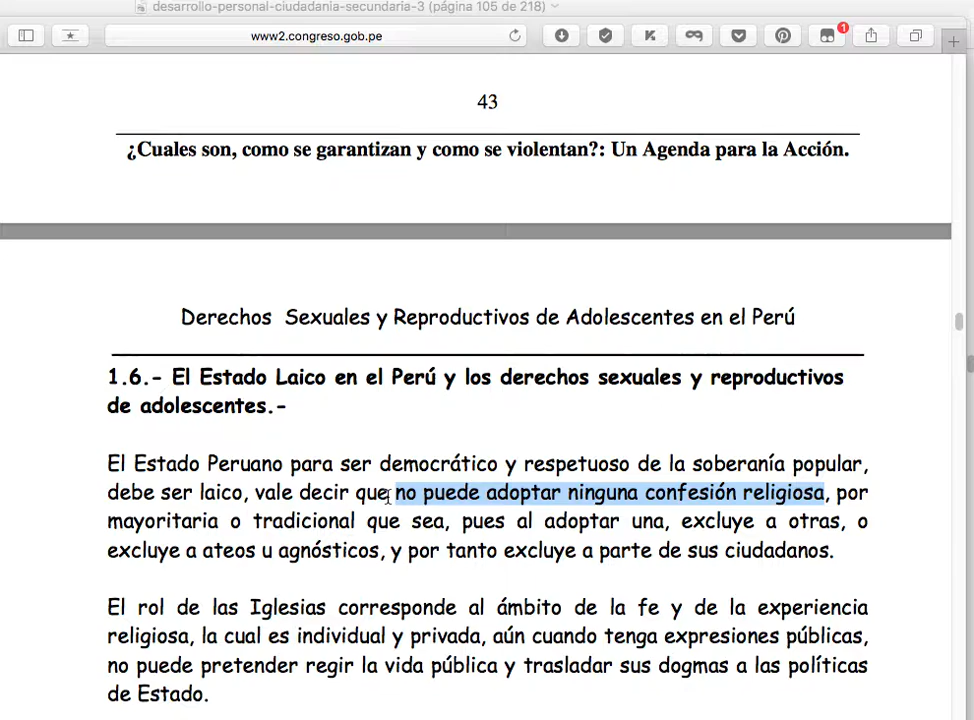 desarrollo-personal-ciudadania-secundaria-3 (página 105 de 218)
www2.congreso.gob.pe
1
43
¿Cuales son, como se garantizan y como se violentan?: Un Agenda para la Acción.
Derechos Sexuales y Reproductivos de Adolescentes en el Perú
1.6.- El Estado Laico en el Perú y los derechos sexuales y reproductivos
de adolescentes.-
El Estado Peruano para ser democrático y respetuoso de la soberanía popular,
debe ser laico, vale decir que no puede adoptar ninguna confesión religiosa, por
mayoritaria o tradicional que sea, pues al adoptar una, excluye a otras, o
excluye a ateos u agnósticos, y por tanto excluye a parte de sus ciudadanos.
El rol de las Iglesias corresponde al ámbito de la fe y de la experiencia
religiosa, la cual es individual y privada, aún cuando tenga expresiones públicas,
no puede pretender regir la vida pública y trasladar sus dogmas a las políticas
de Estado.